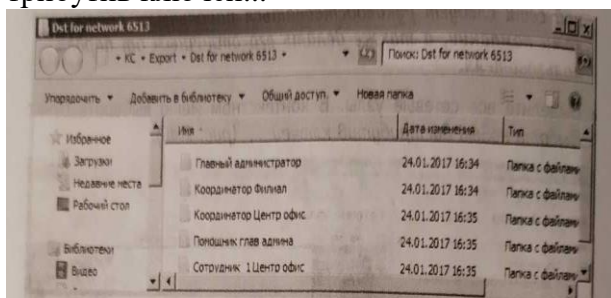 Dst for network 6513
• КС • Export • Dst for network 6513 •
Поиск: Dst for network 6513
Упорядочить ▼ Добавить в библиотеку ▼ Общий доступ ▼ Новая папка
Имя Дата изменения Тип
Избранное
Загрузки
Недавние места
Рабочий стол
Библиотеки
Видео
Главный администратор 24.01.2017 16:34 Папка с файлами
Координатор Филиал 24.01.2017 16:34 Папка с файлами
Координатор Центр офис 24.01.2017 16:35 Папка с файлами
Помощник глав админа 24.01.2017 16:35 Папка с файлами
Сотрудник 1Центр офис 24.01.2017 16:35 Папка с файлами